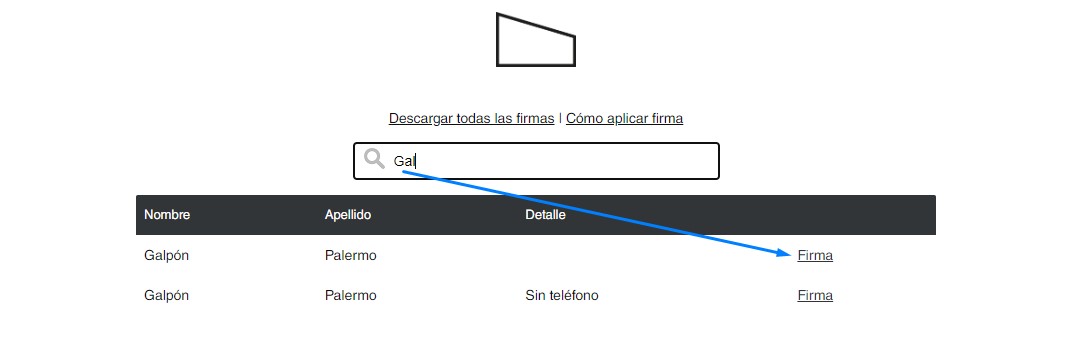 Descargar todas las firmas | Cómo aplicar firma
Gal
Nombre Apellido Detalle
Galpón Palermo Firma
Galpón Palermo Sin teléfono Firma